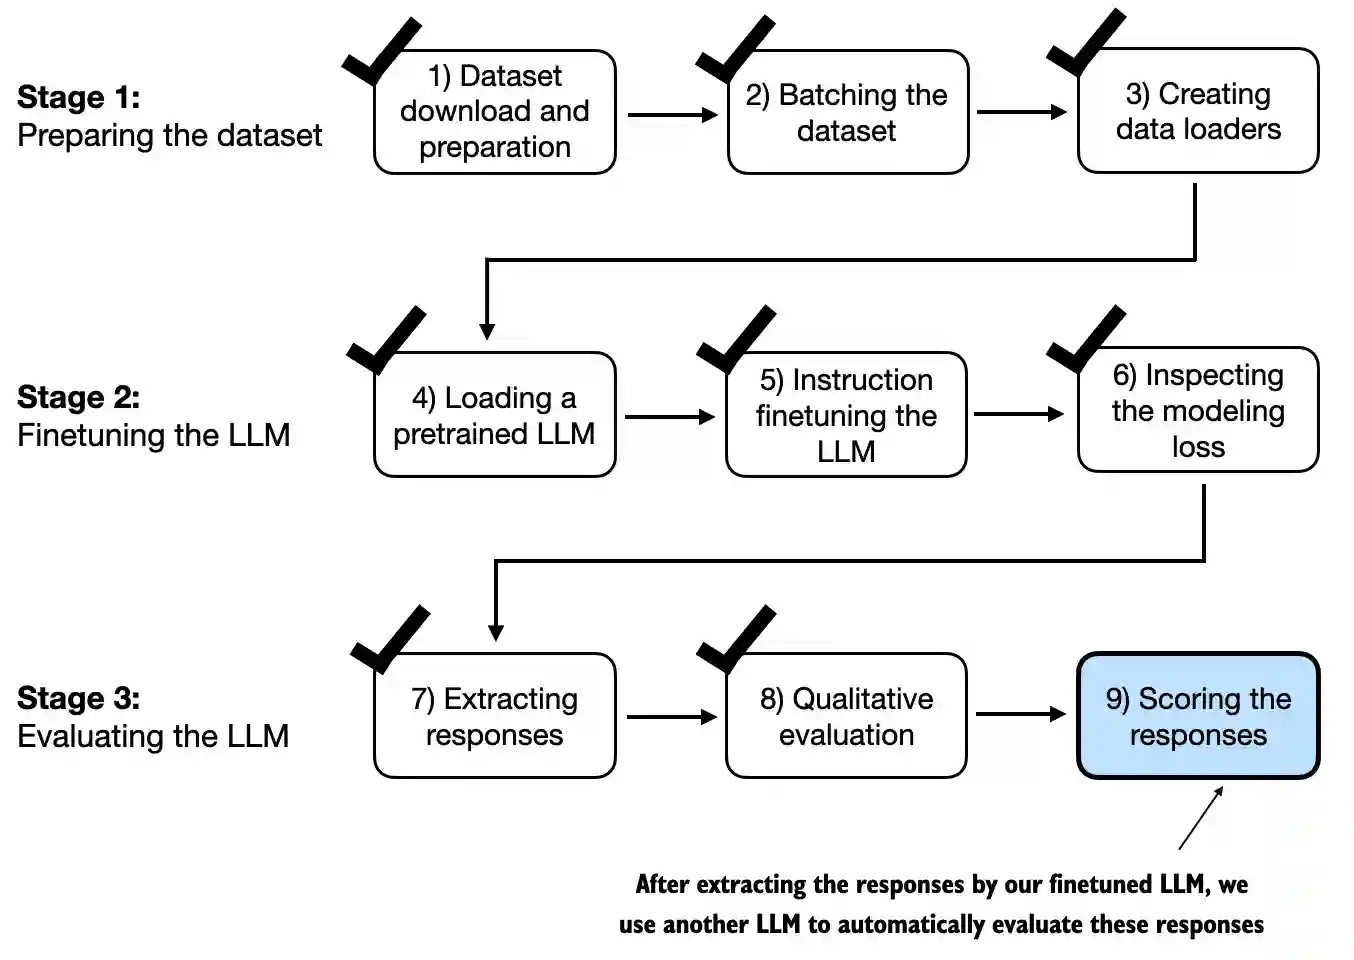 Stage 1:
Preparing the dataset
1) Dataset
download and
preparation
2) Batching the
dataset
3) Creating
data loaders
Stage 2:
Finetuning the LLM
4) Loading a
pretrained LLM
5) Instruction
finetuning the
LLM
6) Inspecting
the modeling
loss
Stage 3:
Evaluating the LLM
7) Extracting
responses
8) Qualitative
evaluation
9) Scoring the
responses
After extracting the responses by our finetuned LLM, we
use another LLM to automatically evaluate these responses